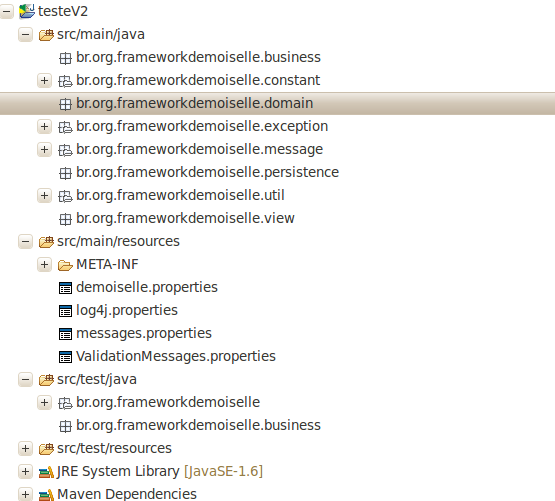 testeV2
src/main/java
br.org.frameworkdemoiselle.business
br.org.frameworkdemoiselle.constant
br.org.frameworkdemoiselle.domain
br.org.frameworkdemoiselle.exception
br.org.frameworkdemoiselle.message
br.org.frameworkdemoiselle.persistence
br.org.frameworkdemoiselle.util
br.org.frameworkdemoiselle.view
src/main/resources
META-INF
demoiselle.properties
log4j.properties
messages.properties
ValidationMessages.properties
src/test/java
br.org.frameworkdemoiselle
br.org.frameworkdemoiselle.business
src/test/resources
JRE System Library [JavaSE-1.6]
Maven Dependencies